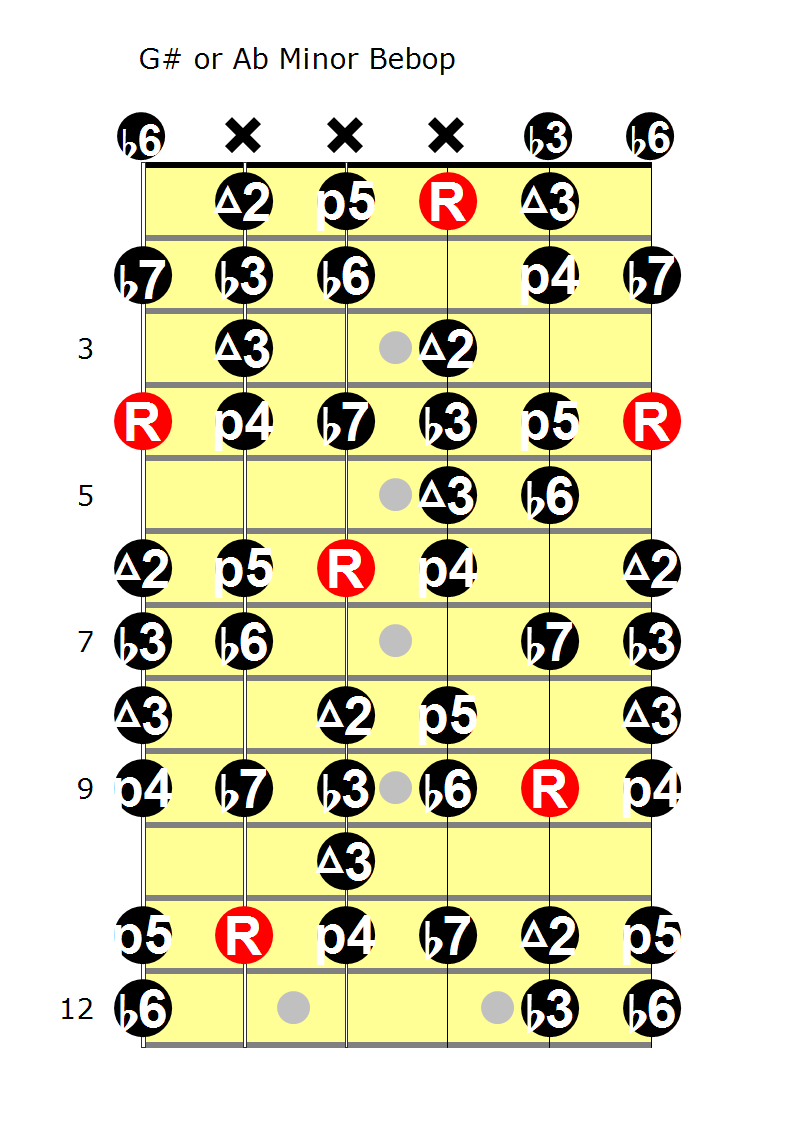 G# or Ab Minor Bebop
♭6 × × × ♭3 ♭6
Δ2 p5 R Δ3
♭7 ♭3 ♭6 p4 ♭7
3 Δ3 Δ2
R p4 ♭7 ♭3 p5 R
5 Δ3 ♭6
Δ2 p5 R p4 Δ2
7 ♭3 ♭6 ♭7 ♭3
Δ3 Δ2 p5 Δ3
9 p4 ♭7 ♭3 ♭6 R p4
Δ3
p5 R p4 ♭7 Δ2 p5
12 ♭6 ♭3 ♭6